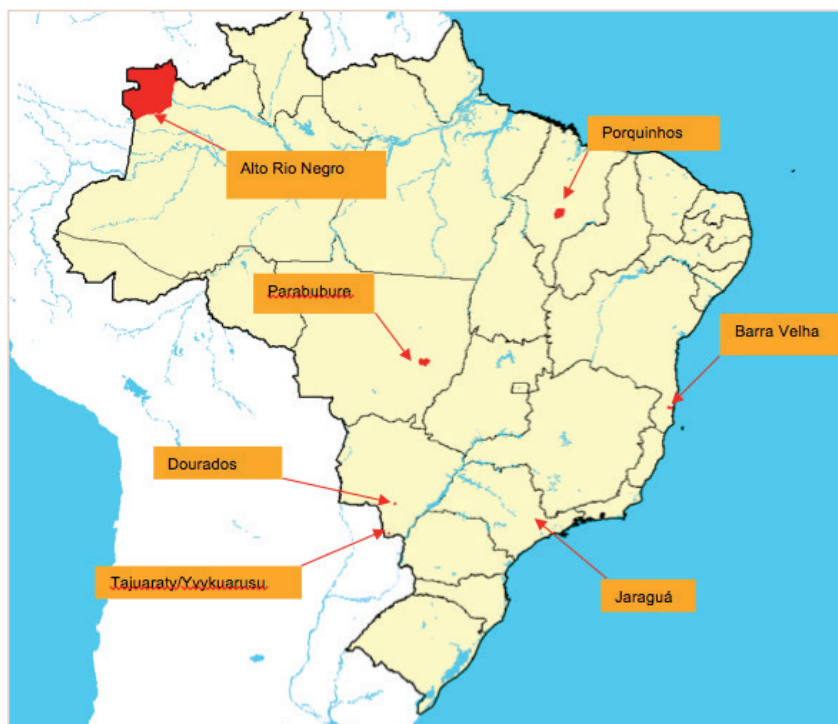 Porquinhos
Alto Rio Negro
Parabubure
Barra Velha
Dourados
Tajuaraty/Yvykuarusu
Jaraguá